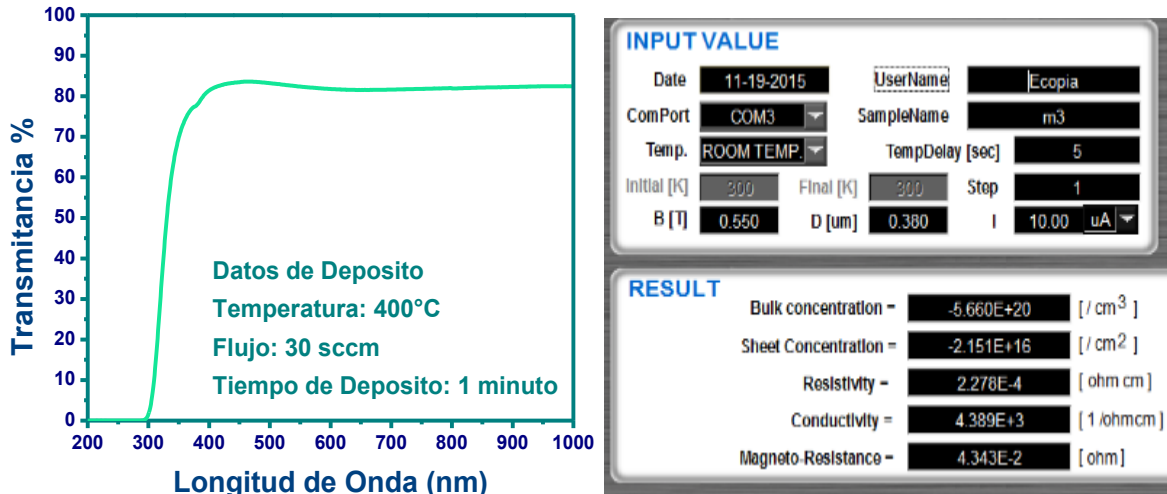 100
90
80
70
60
50
40
30
20
10
0
Transmitancia %
Datos de Deposito
Temperatura: 400°C
Flujo: 30 sccm
Tiempo de Deposito: 1 minuto
200 300 400 500 600 700 800 900 1000
Longitud de Onda (nm)
INPUT VALUE
Date 11-19-2015 UserName Ecopia
ComPort COM3 SampleName m3
Temp. ROOM TEMP. TempDelay [sec] 5
Initial [K] 300 Final [K] 300 Step 1
B [T] 0.550 D [um] 0.380 I 10.00 uA
RESULT
Bulk concentration = -5.660E+20 [/ cm3 ]
Sheet Concentration = -2.151E+16 [/ cm2 ]
Resistivity = 2.278E-4 [ ohm cm ]
Conductivity = 4.389E+3 [ 1/ohmcm ]
Magneto-Resistance = 4.343E-2 [ ohm ]